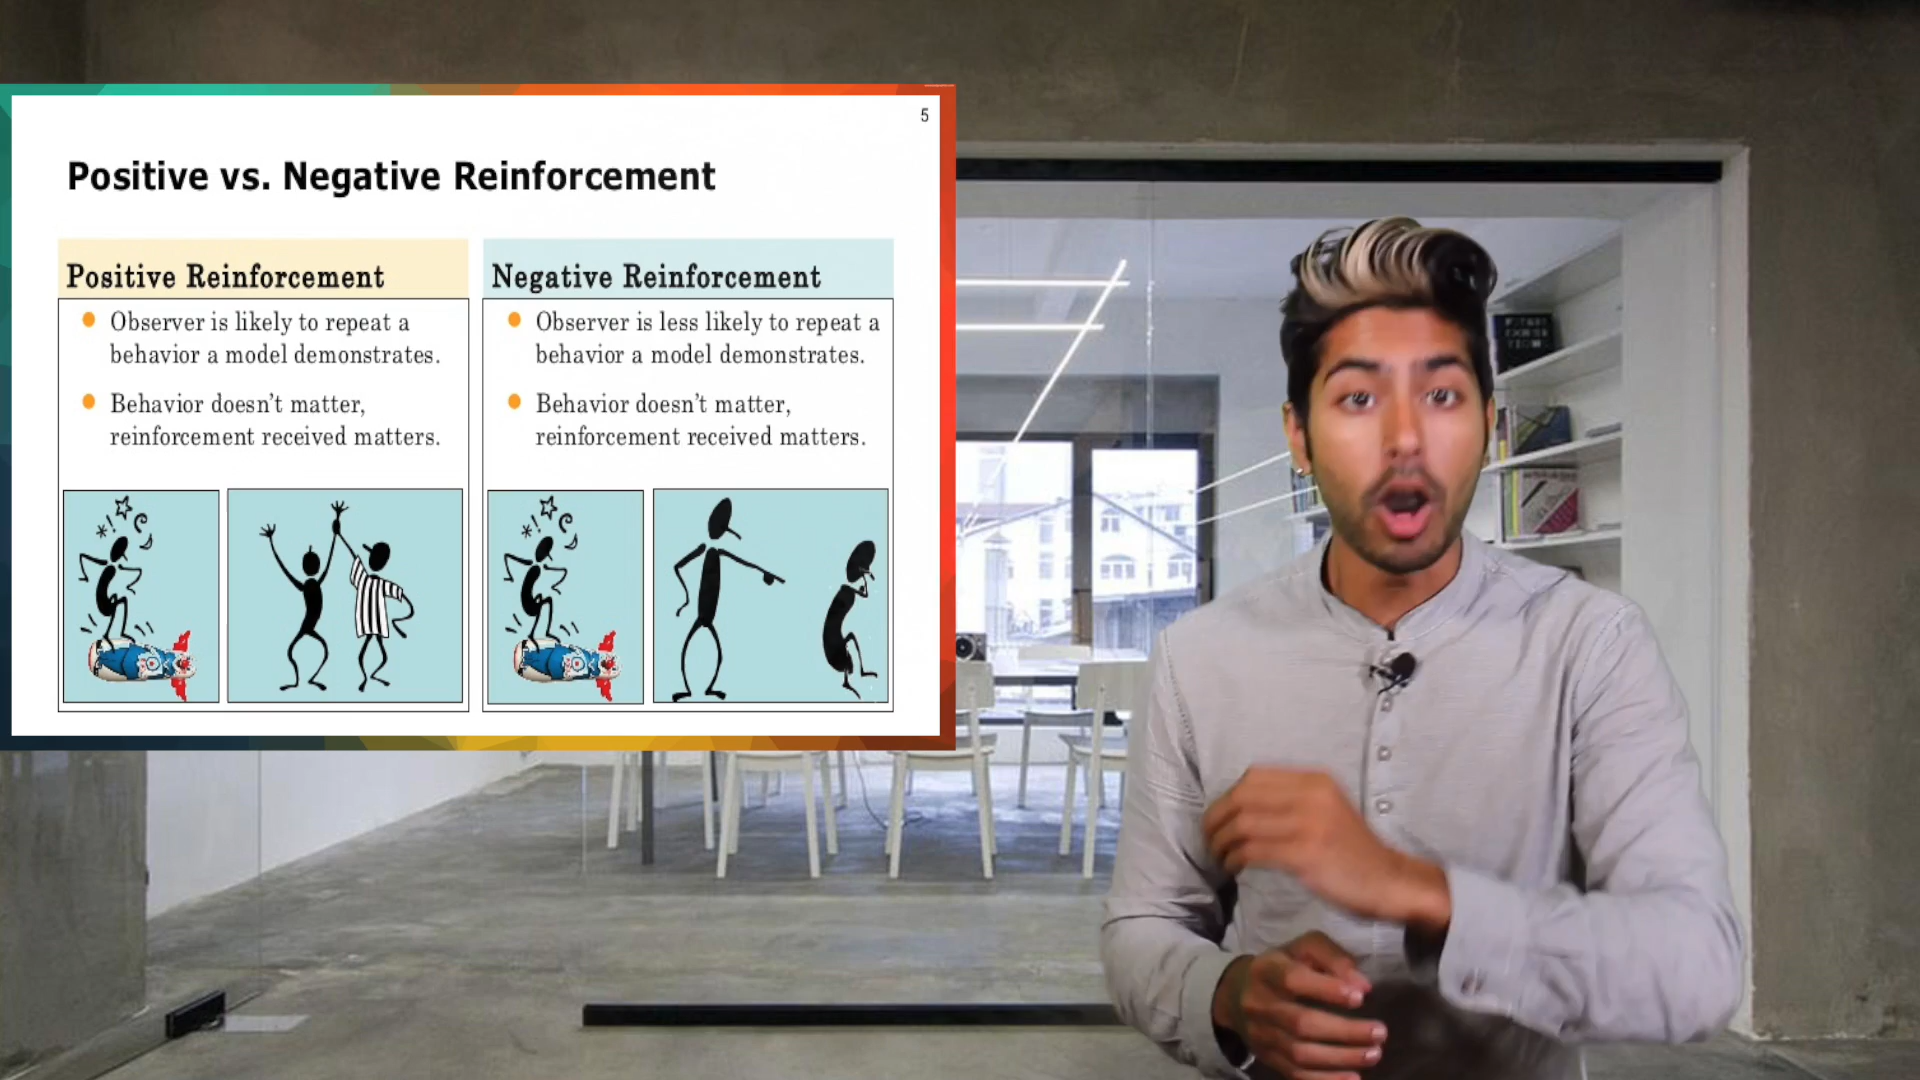 5
Positive vs. Negative Reinforcement
Positive Reinforcement
Observer is likely to repeat a
behavior a model demonstrates.
Behavior doesn't matter,
reinforcement received matters.
Negative Reinforcement
Observer is less likely to repeat a
behavior a model demonstrates.
Behavior doesn't matter,
reinforcement received matters.